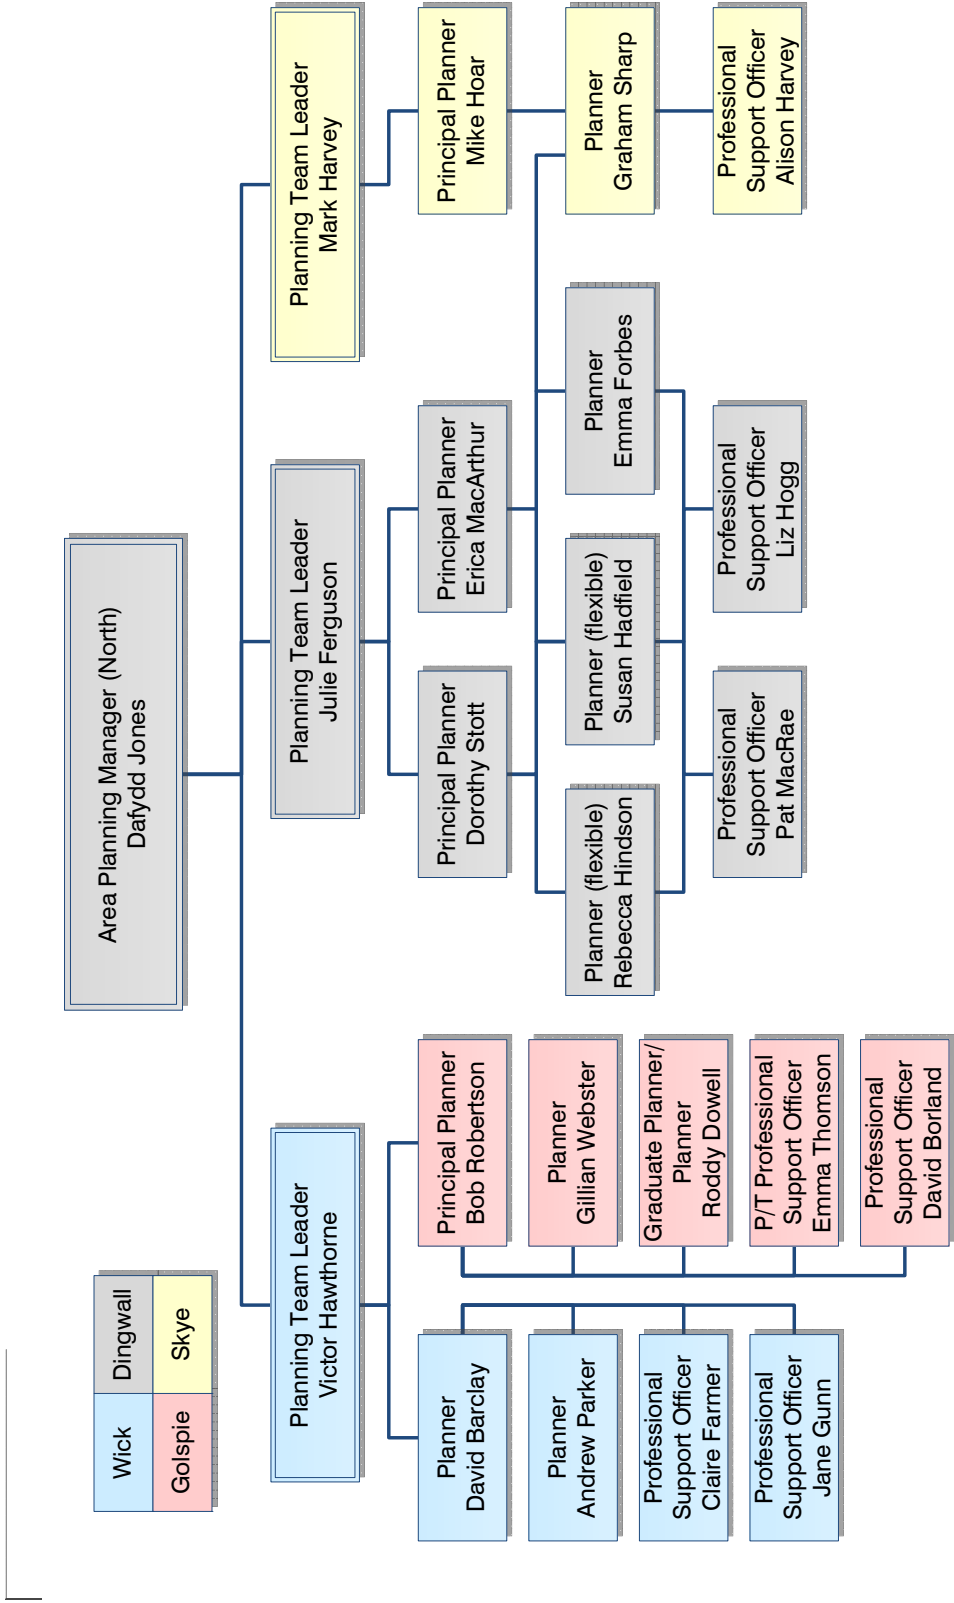 Wick
Dingwall
Golspie
Skye
Area Planning Manager (North)
Dafydd Jones
Planning Team Leader
Victor Hawthorne
Planning Team Leader
Julie Ferguson
Planning Team Leader
Mark Harvey
Planner
David Barclay
Planner
Andrew Parker
Professional
Support Officer
Claire Farmer
Professional
Support Officer
Jane Gunn
Principal Planner
Bob Robertson
Planner
Gillian Webster
Graduate Planner/
Planner
Roddy Dowell
P/T Professional
Support Officer
Emma Thomson
Professional
Support Officer
David Borland
Principal Planner
Dorothy Stott
Principal Planner
Erica MacArthur
Planner (flexible)
Rebecca Hindson
Planner (flexible)
Susan Hadfield
Planner
Emma Forbes
Professional
Support Officer
Pat MacRae
Professional
Support Officer
Liz Hogg
Principal Planner
Mike Hoar
Planner
Graham Sharp
Professional
Support Officer
Alison Harvey